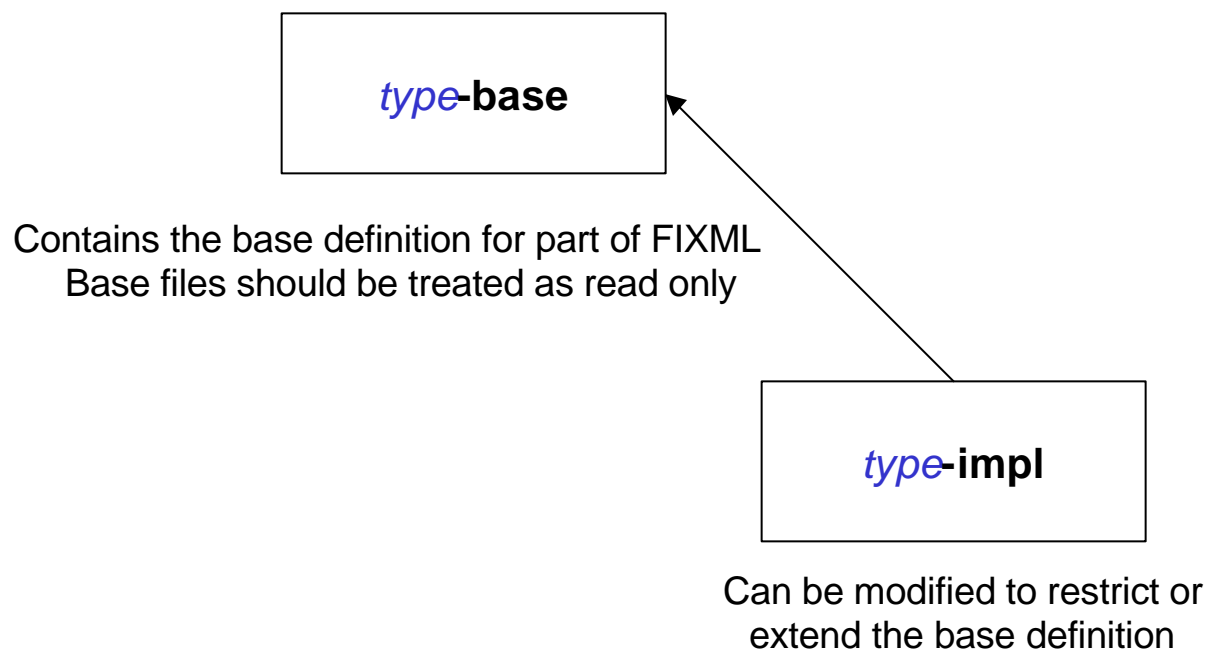 type-base
Contains the base definition for part of FIXML
Base files should be treated as read only
type-impl
Can be modified to restrict or
extend the base definition